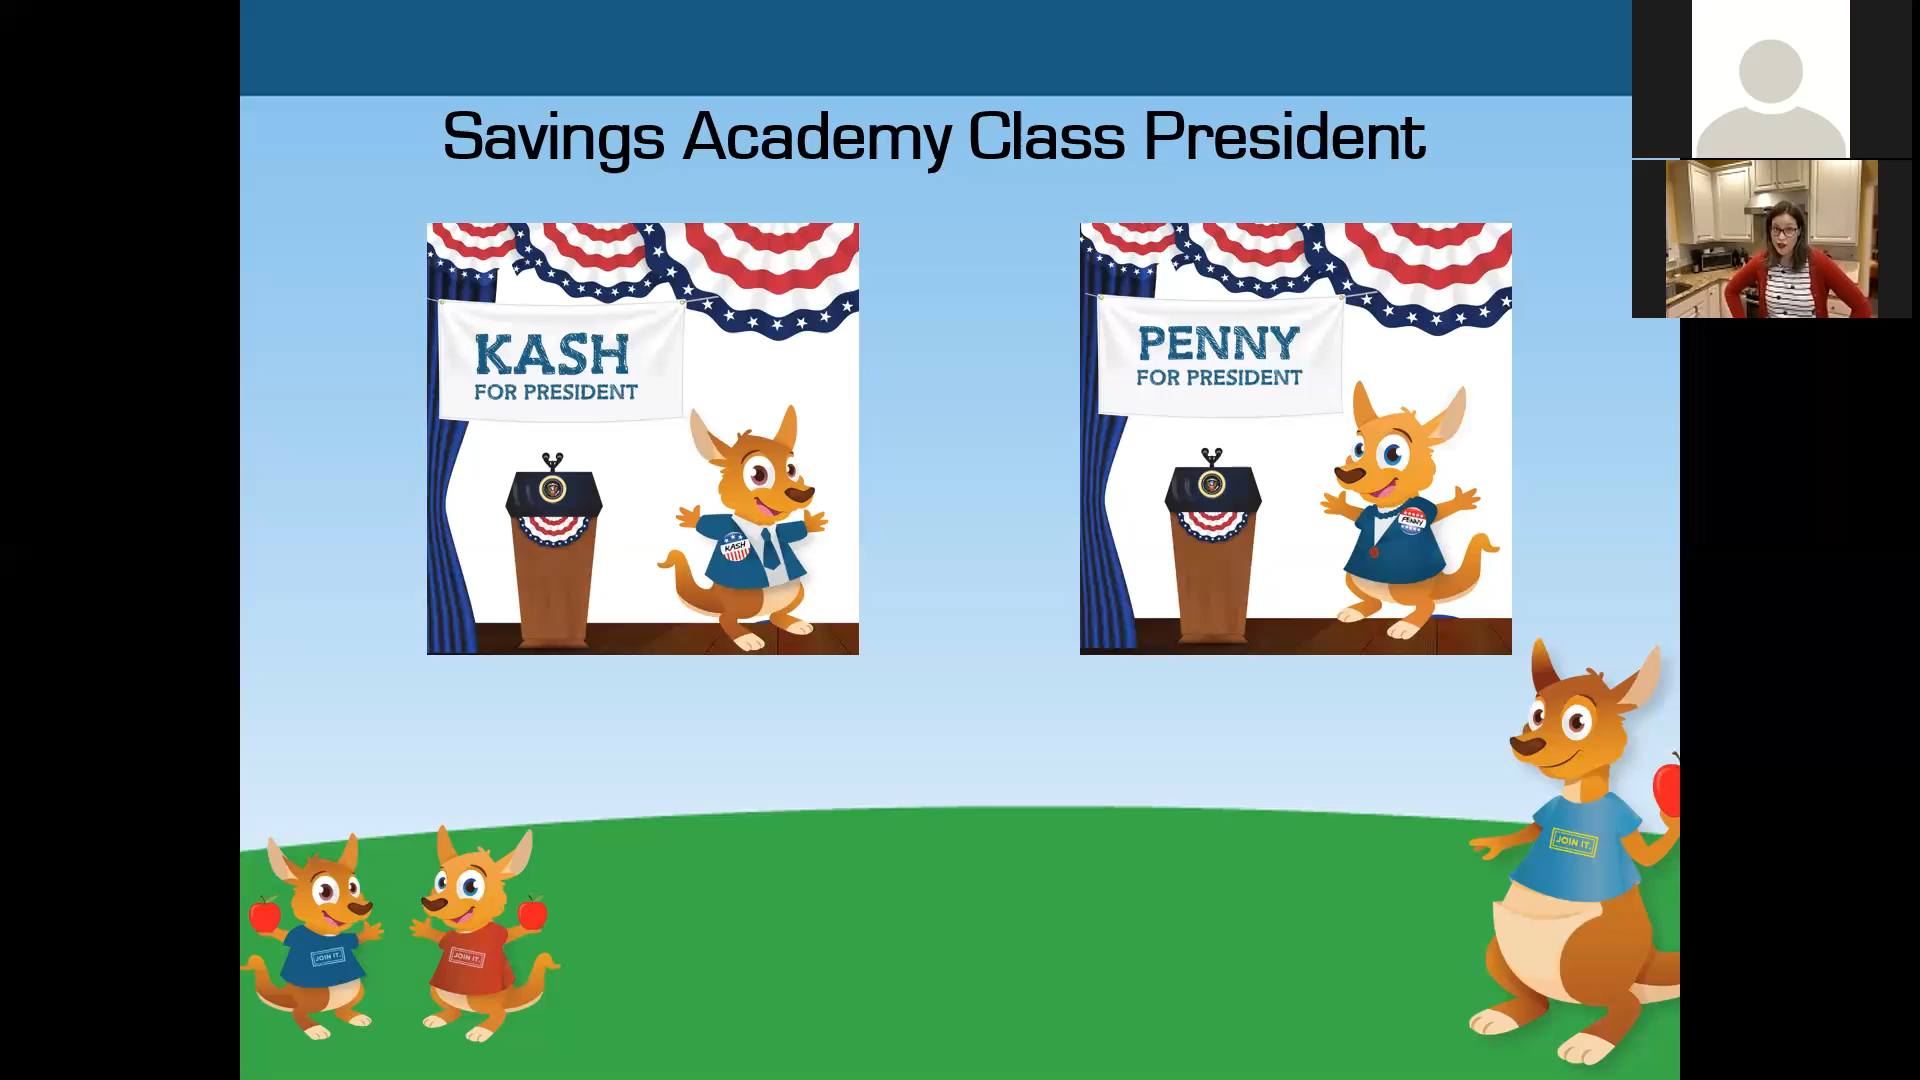 Savings Academy Class President
KASH
FOR PRESIDENT
KASH
PENNY
FOR PRESIDENT
PENNY
JOIN IT.
JOIN IT.
JOIN IT.